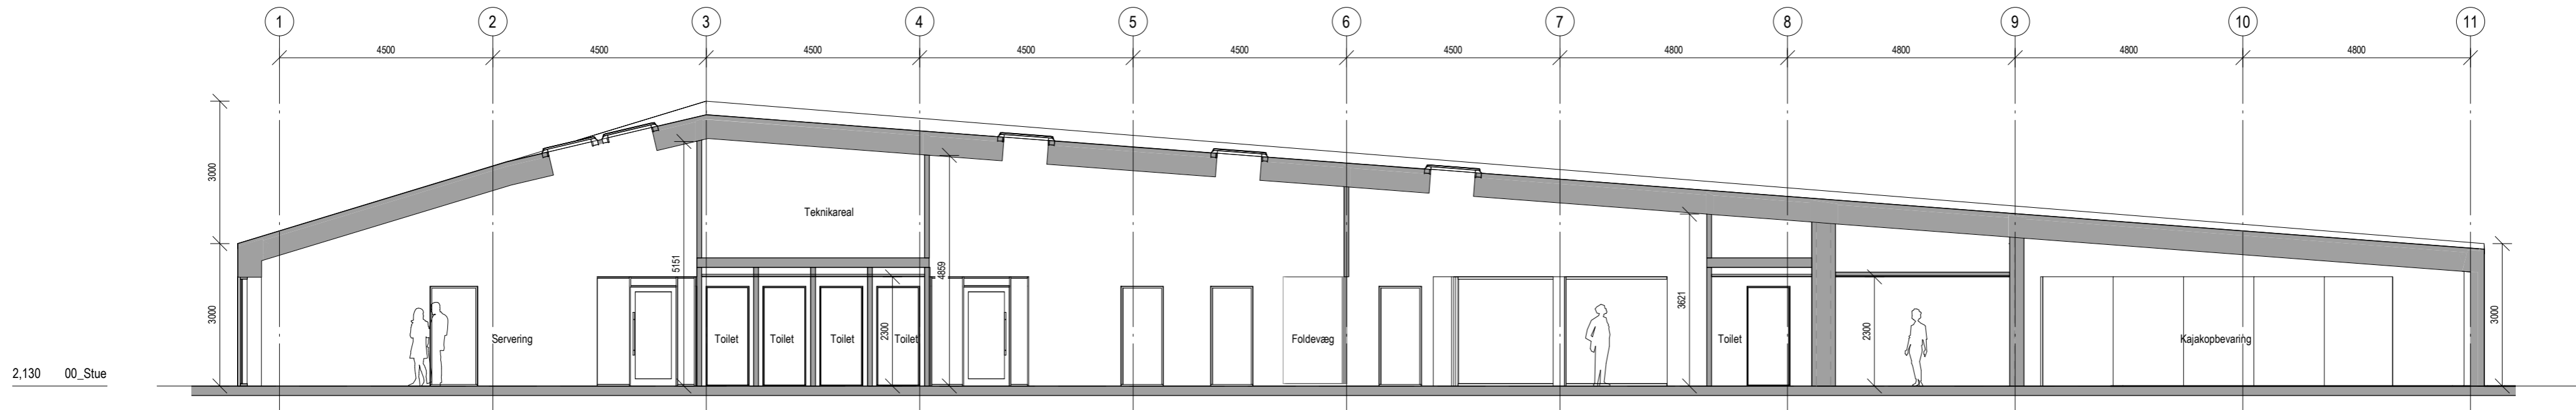 1 2 3 4 5 6 7 8 9 10 11
4500 4500 4500 4500 4500 4500 4800 4800 4800 4800
3000
Teknikareal
5151
4859
3621
3000
2300
2300
3000
Servering
Toilet
Toilet
Toilet
Toilet
Foldevæg
Toilet
Kajakopbevaring
2,130 00_Stue